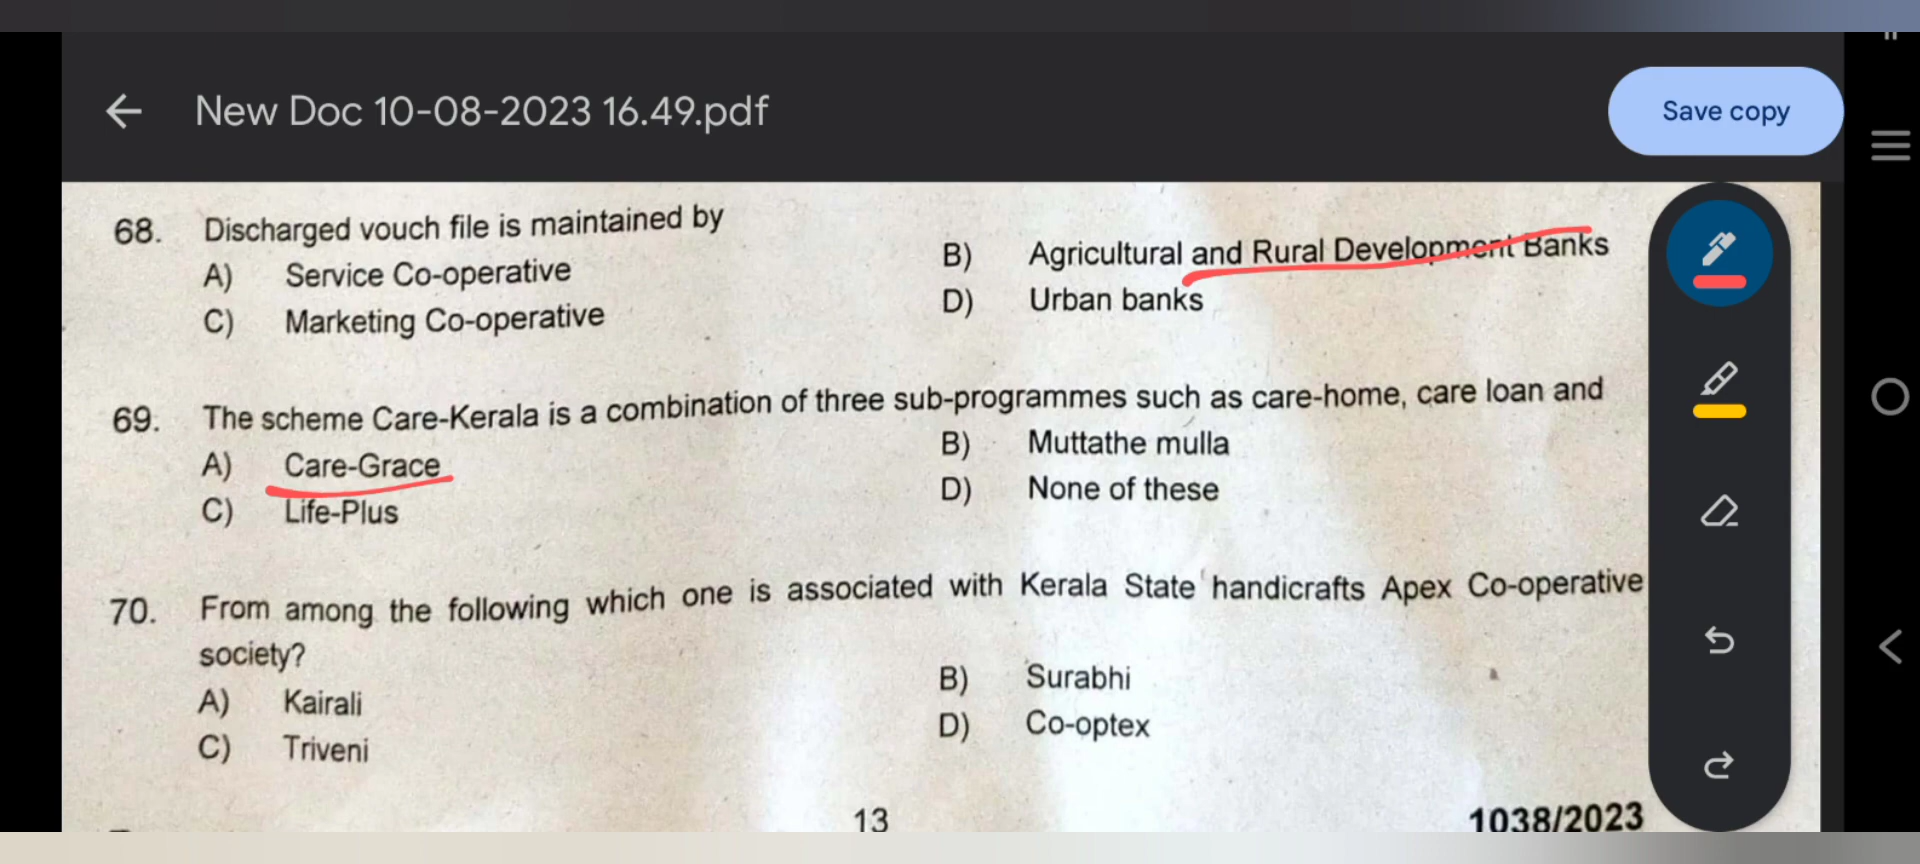 New Doc 10-08-2023 16.49.pdf
Save copy
68. Discharged vouch file is maintained by
A) Service Co-operative
B) Agricultural and Rural Development Banks
C) Marketing Co-operative
D) Urban banks
69. The scheme Care-Kerala is a combination of three sub-programmes such as care-home, care loan and
A) Care-Grace
B) Muttathe mulla
C) Life-Plus
D) None of these
70. From among the following which one is associated with Kerala State handicrafts Apex Co-operative
society?
A) Kairali
B) Surabhi
C) Triveni
D) Co-optex
13
1038/2023